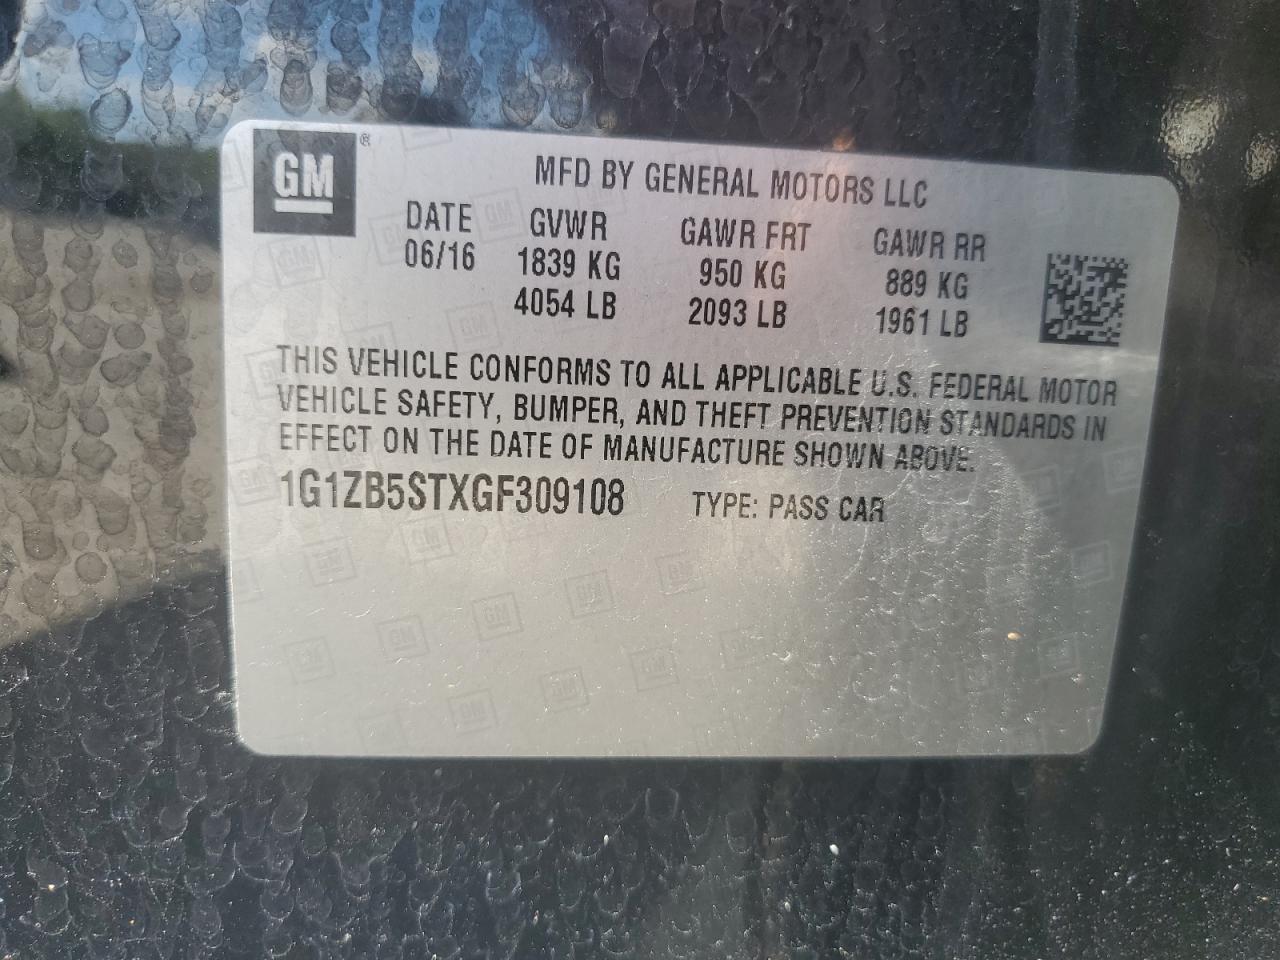 GM ®
MFD BY GENERAL MOTORS LLC
DATE GVWR GAWR FRT GAWR RR
06/16 1839 KG 950 KG 889 KG
4054 LB 2093 LB 1961 LB
THIS VEHICLE CONFORMS TO ALL APPLICABLE U.S. FEDERAL MOTOR
VEHICLE SAFETY, BUMPER, AND THEFT PREVENTION STANDARDS IN
EFFECT ON THE DATE OF MANUFACTURE SHOWN ABOVE.
1G1ZB5STXGF309108 TYPE: PASS CAR